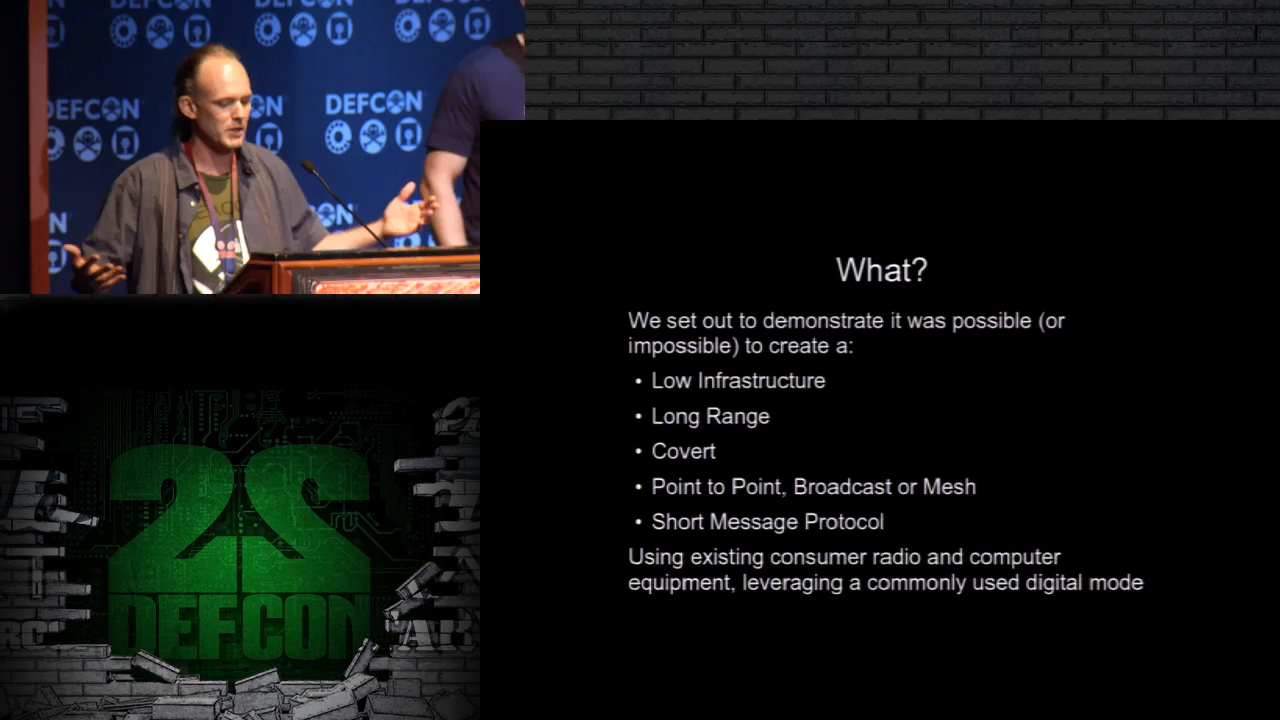 DEFCON
DEFCON
DEFCON
DEFCON
DEFCON
What?
We set out to demonstrate it was possible (or
impossible) to create a:
• Low Infrastructure
• Long Range
• Covert
• Point to Point, Broadcast or Mesh
• Short Message Protocol
Using existing consumer radio and computer
equipment, leveraging a commonly used digital mode
22
DEFCON